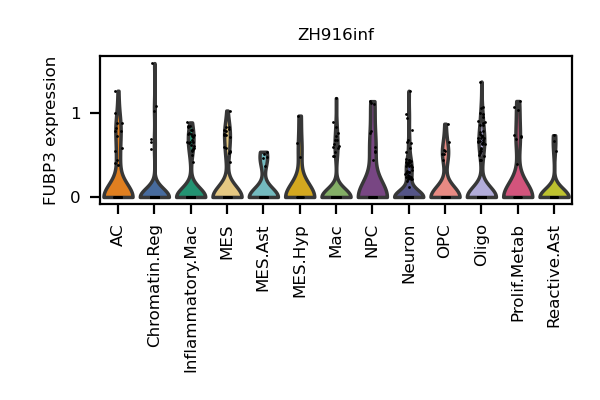 ZH916inf
FUBP3 expression
1
0
AC
Chromatin.Reg
Inflammatory.Mac
MES
MES.Ast
MES.Hyp
Mac
NPC
Neuron
OPC
Oligo
Prolif.Metab
Reactive.Ast